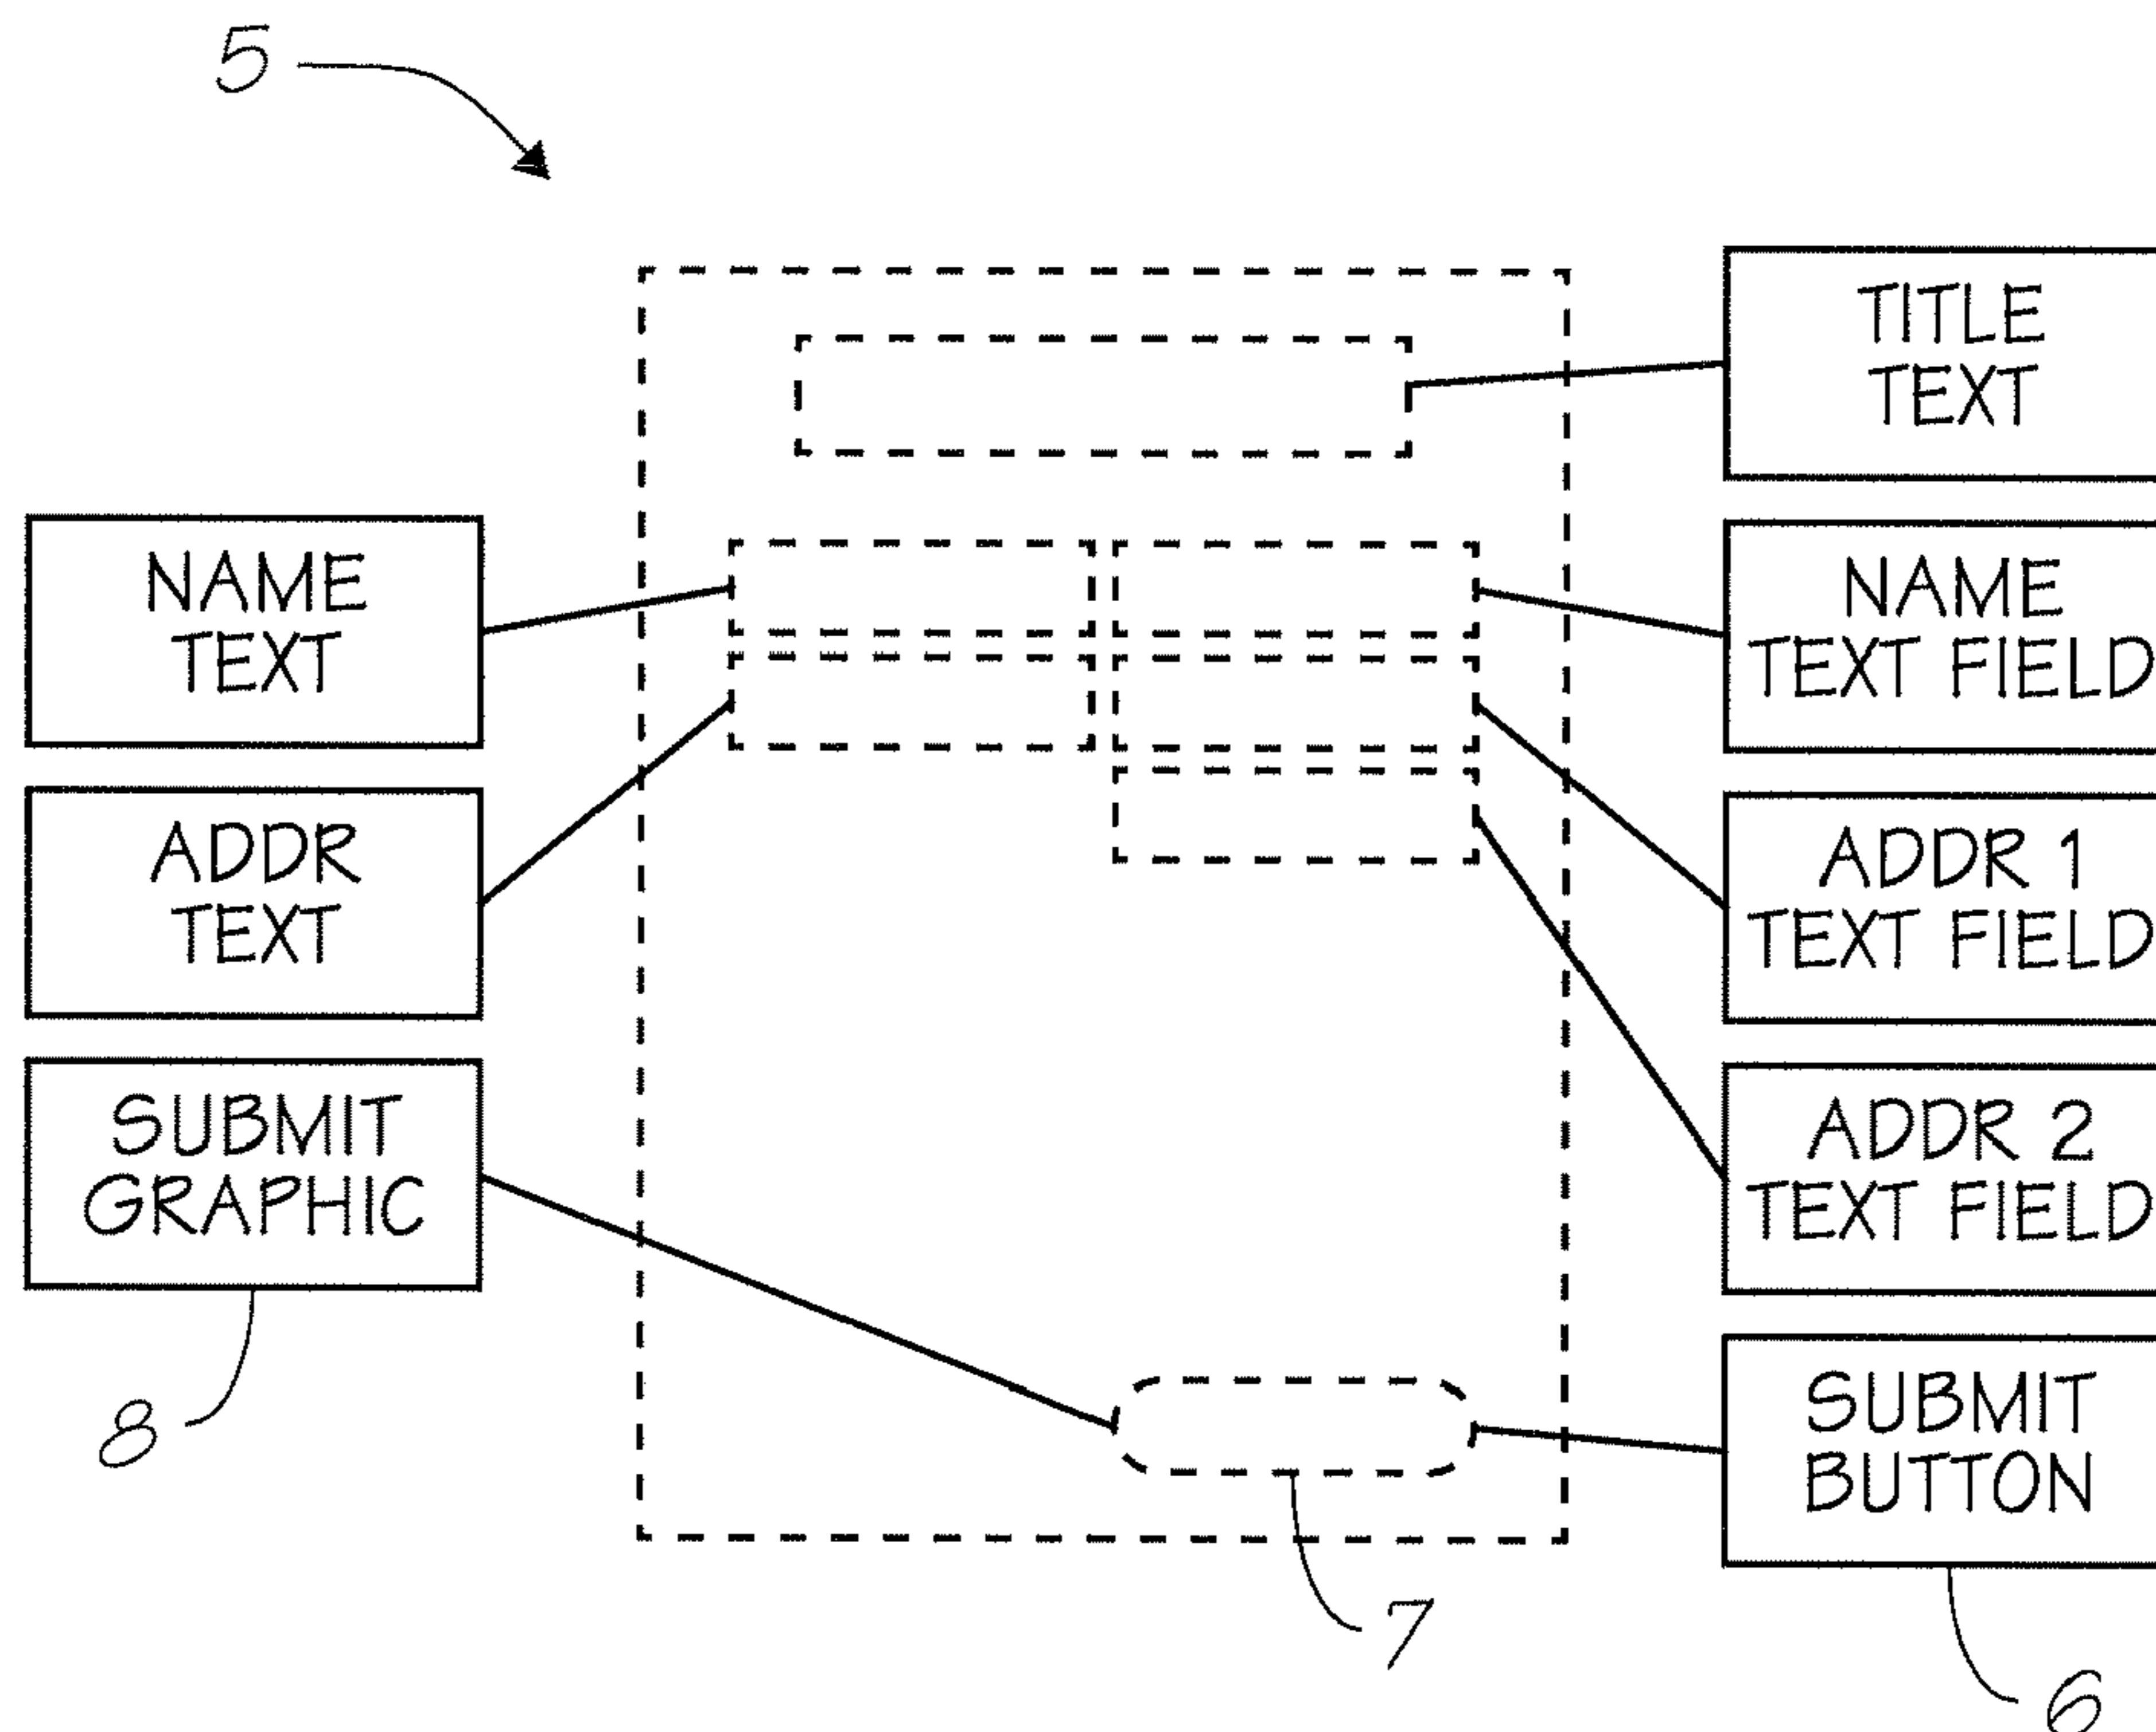 5
TITLE
TEXT
NAME
TEXT
NAME
TEXT FIELD
ADDR
TEXT
ADDR 1
TEXT FIELD
SUBMIT
GRAPHIC
ADDR 2
TEXT FIELD
SUBMIT
BUTTON
8
7
6